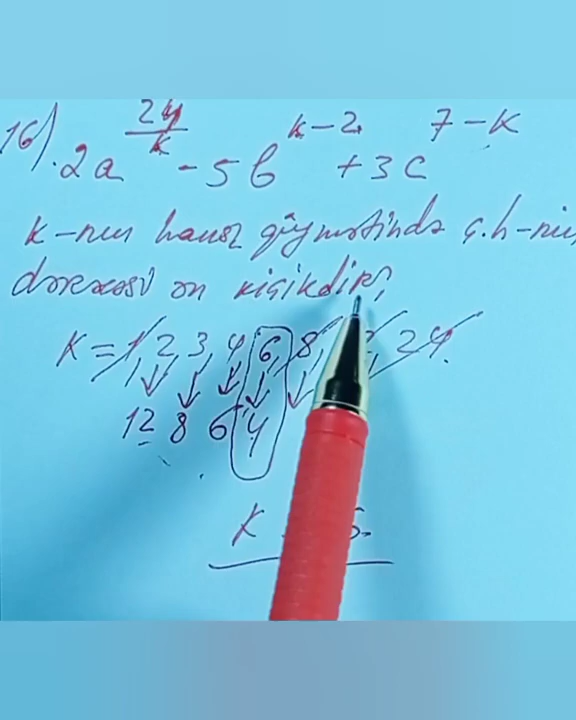 16). 2a^(24/k) - 5b^(k-2) + 3c^(7-k)
k-nın hansı qiymətində ç.h-nin
dərəcəsi ən kiçikdir?
K = 1, 2, 3, 4, 6, 8, 24.
12 8 6 4
K 6.